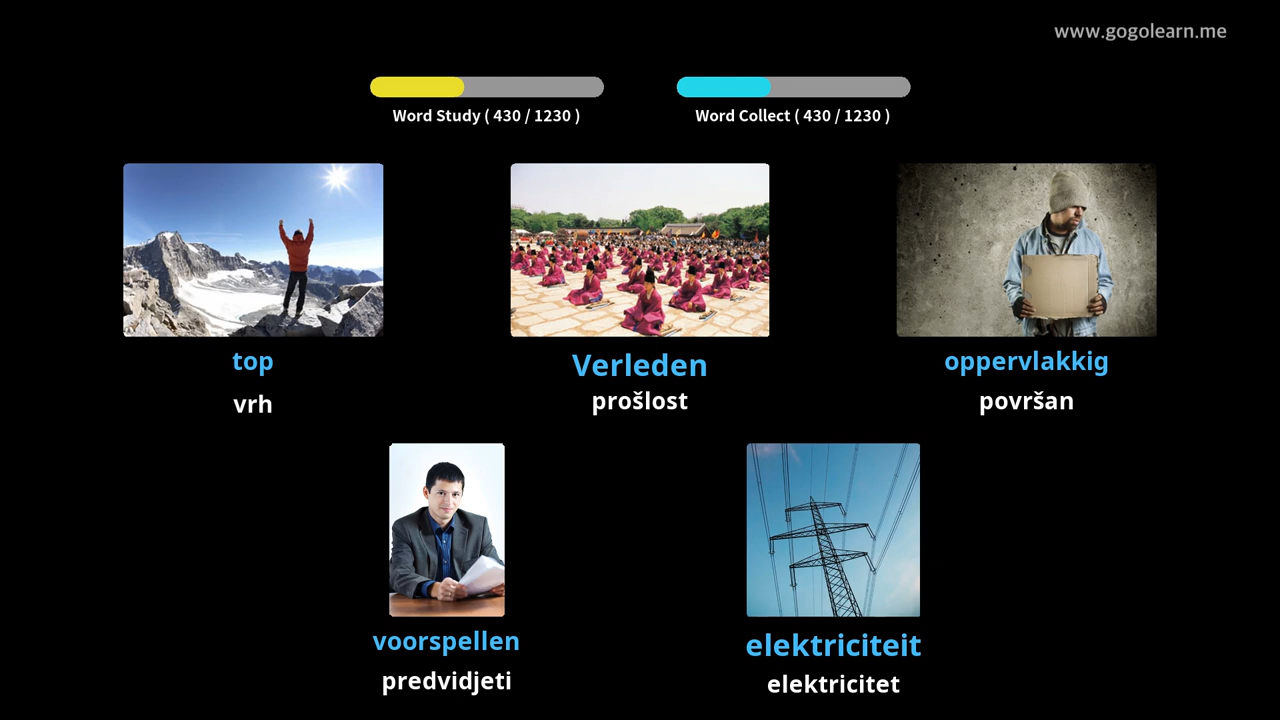 www.gogolearn.me
Word Study ( 430 / 1230 )
Word Collect ( 430 / 1230 )
top
vrh
Verleden
prošlost
oppervlakkig
površan
voorspellen
predvidjeti
elektriciteit
elektricitet